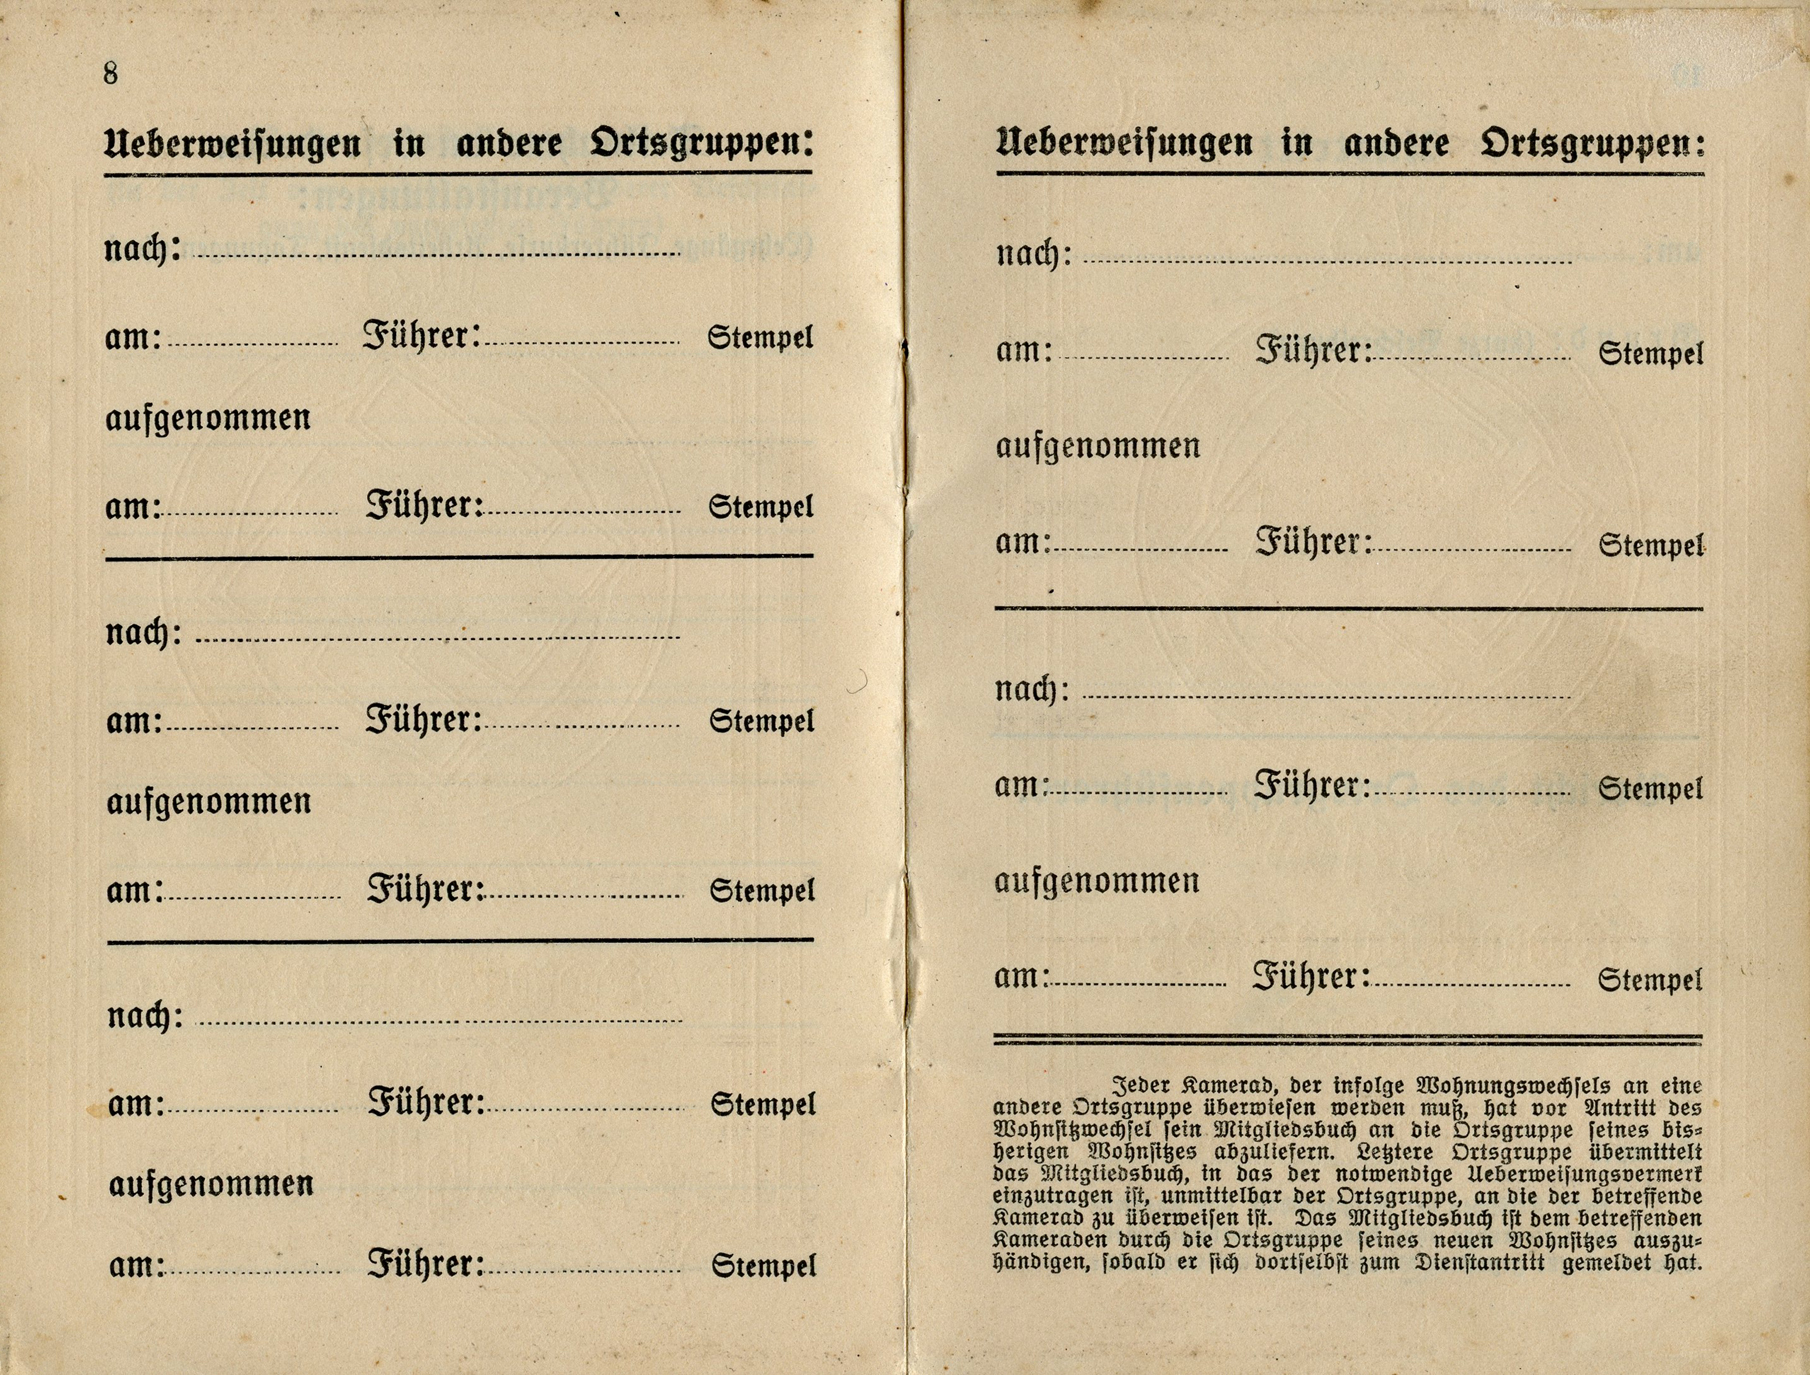 8
Ueberweisungen in andere Ortsgruppen:
nach:
am: Führer: Stempel
aufgenommen
am: Führer: Stempel
nach:
am: Führer: Stempel
aufgenommen
am: Führer: Stempel
nach:
am: Führer: Stempel
aufgenommen
am: Führer: Stempel
Ueberweisungen in andere Ortsgruppen:
nach:
am: Führer: Stempel
aufgenommen
am: Führer: Stempel
nach:
am: Führer: Stempel
aufgenommen
am: Führer: Stempel
Jeder Kamerad, der infolge Wohnungswechsels an eine
andere Ortsgruppe überwiesen werden muß, hat vor Antritt des
Wohnsitzwechsel sein Mitgliedsbuch an die Ortsgruppe seines bis-
herigen Wohnsitzes abzuliefern. Letztere Ortsgruppe übermittelt
das Mitgliedsbuch, in das der notwendige Ueberweisungsvermerk
einzutragen ist, unmittelbar der Ortsgruppe, an die der betreffende
Kamerad zu überweisen ist. Das Mitgliedsbuch ist dem betreffenden
Kameraden durch die Ortsgruppe seines neuen Wohnsitzes auszu-
händigen, sobald er sich dortselbst zum Dienstantritt gemeldet hat.